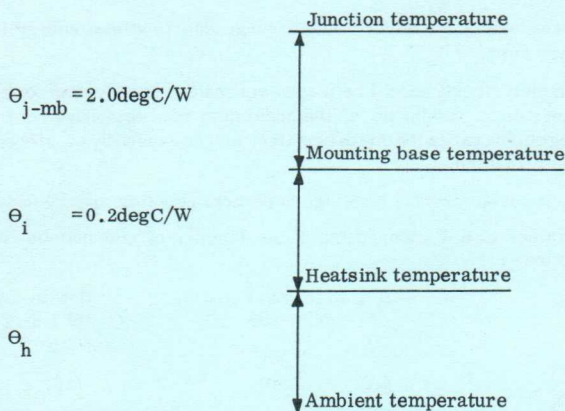 Junction temperature
Θj-mb =2.0degC/W
Mounting base temperature
Θi =0.2degC/W
Heatsink temperature
Θh
Ambient temperature